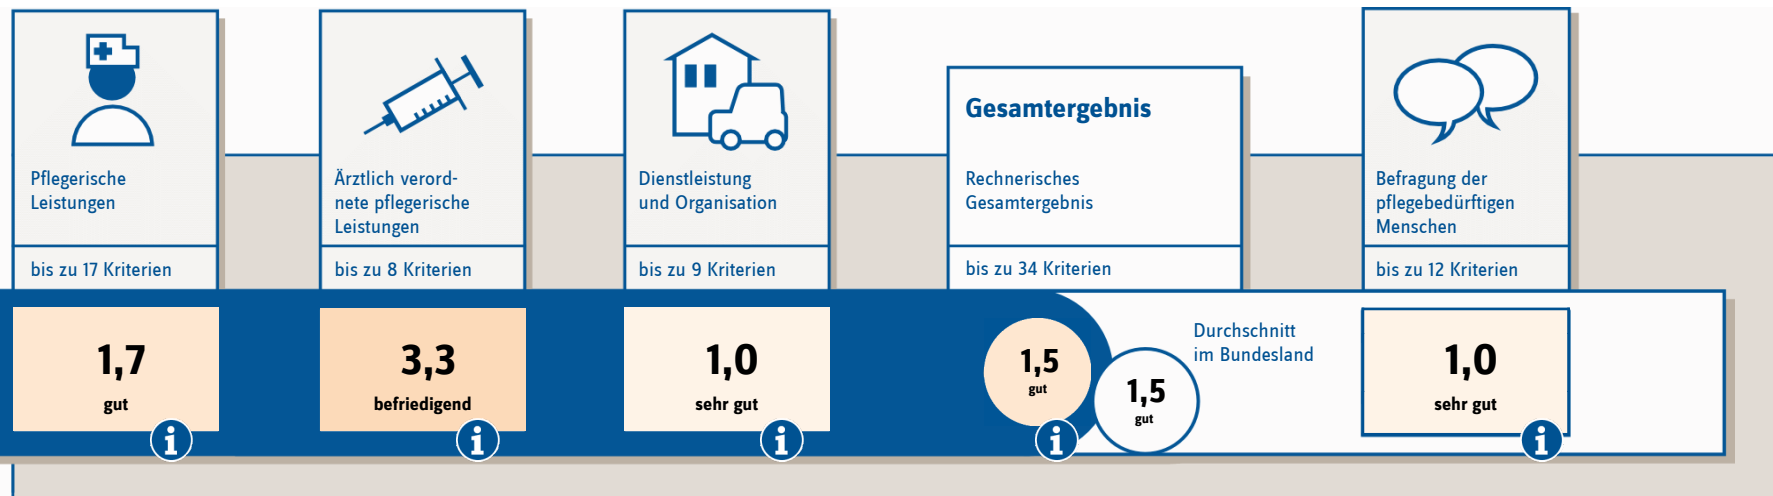 Pflegerische
Leistungen
bis zu 17 Kriterien
1,7
gut
i
Ärztlich verord-
nete pflegerische
Leistungen
bis zu 8 Kriterien
3,3
befriedigend
i
Dienstleistung
und Organisation
bis zu 9 Kriterien
1,0
sehr gut
i
Gesamtergebnis
Rechnerisches
Gesamtergebnis
bis zu 34 Kriterien
1,5
gut
i
Durchschnitt
im Bundesland
1,5
gut
Befragung der
pflegebedürftigen
Menschen
bis zu 12 Kriterien
1,0
sehr gut
i